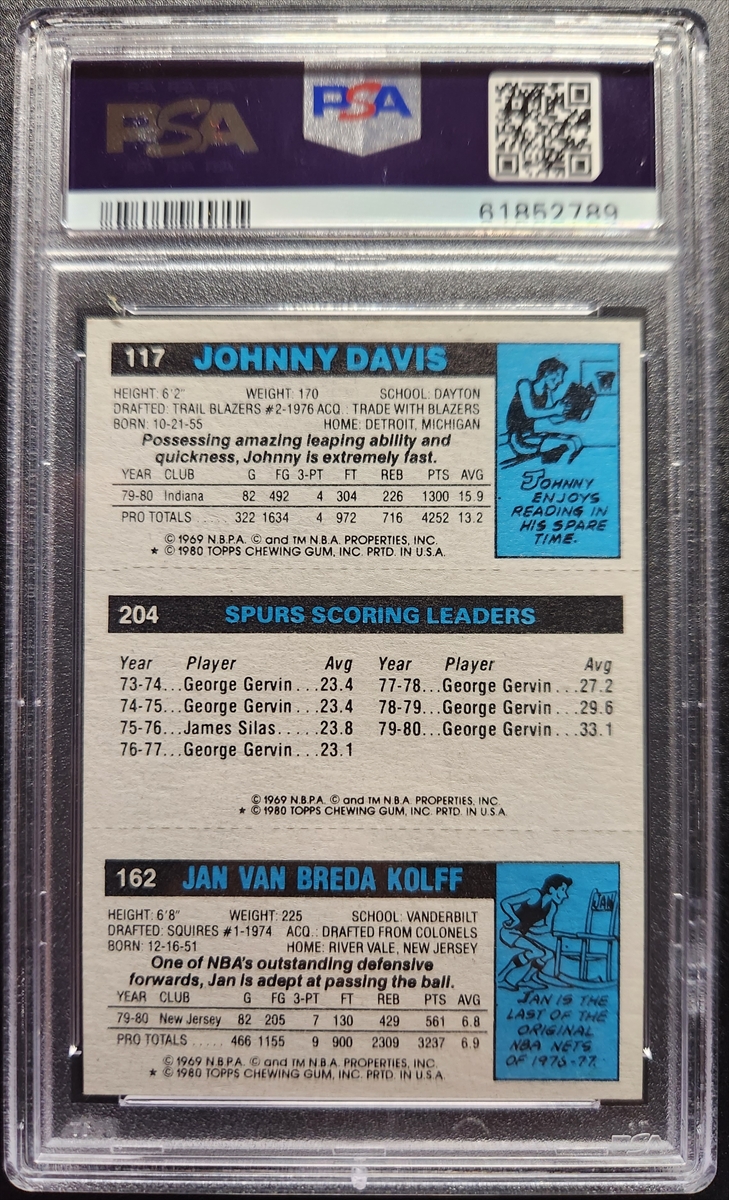 PSA
PSA
61852789
117 JOHNNY DAVIS
HEIGHT: 6'2" WEIGHT: 170 SCHOOL: DAYTON
DRAFTED: TRAIL BLAZERS #2-1976 ACQ.: TRADE WITH BLAZERS
BORN: 10-21-55 HOME: DETROIT, MICHIGAN
Possessing amazing leaping ability and
quickness, Johnny is extremely fast.
YEAR CLUB G FG 3-PT FT REB PTS AVG
79-80 Indiana 82 492 4 304 226 1300 15.9
PRO TOTALS ..... 322 1634 4 972 716 4252 13.2
© 1969 N.B.P.A. © and TM N.B.A. PROPERTIES, INC.
★ © 1980 TOPPS CHEWING GUM, INC. PRTD. IN U.S.A.
JOHNNY
ENJOYS
READING IN
HIS SPARE
TIME.
204 SPURS SCORING LEADERS
Year Player Avg Year Player Avg
73-74...George Gervin...23.4 77-78...George Gervin...27.2
74-75...George Gervin...23.4 78-79...George Gervin...29.6
75-76...James Silas.....23.8 79-80...George Gervin...33.1
76-77...George Gervin...23.1
© 1969 N.B.P.A. © and TM N.B.A. PROPERTIES, INC.
★ © 1980 TOPPS CHEWING GUM, INC. PRTD. IN U.S.A.
162 JAN VAN BREDA KOLFF
HEIGHT: 6'8" WEIGHT: 225 SCHOOL: VANDERBILT
DRAFTED: SQUIRES #1-1974 ACQ.: DRAFTED FROM COLONELS
BORN: 12-16-51 HOME: RIVER VALE, NEW JERSEY
One of NBA's outstanding defensive
forwards, Jan is adept at passing the ball.
YEAR CLUB G FG 3-PT FT REB PTS AVG
79-80 New Jersey 82 205 7 130 429 561 6.8
PRO TOTALS ..... 466 1155 9 900 2309 3237 6.9
© 1969 N.B.P.A. © and TM N.B.A. PROPERTIES, INC.
★ © 1980 TOPPS CHEWING GUM, INC. PRTD. IN U.S.A.
JAN
JAN IS THE
LAST OF THE
ORIGINAL
NBA NETS
OF 1976-77.
PSA